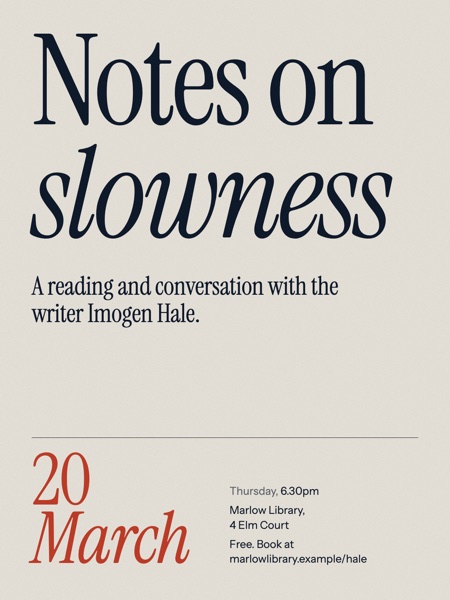 Notes on
slowness
A reading and conversation with the
writer Imogen Hale.
20
March
Thursday, 6.30pm
Marlow Library,
4 Elm Court
Free. Book at
marlowlibrary.example/hale